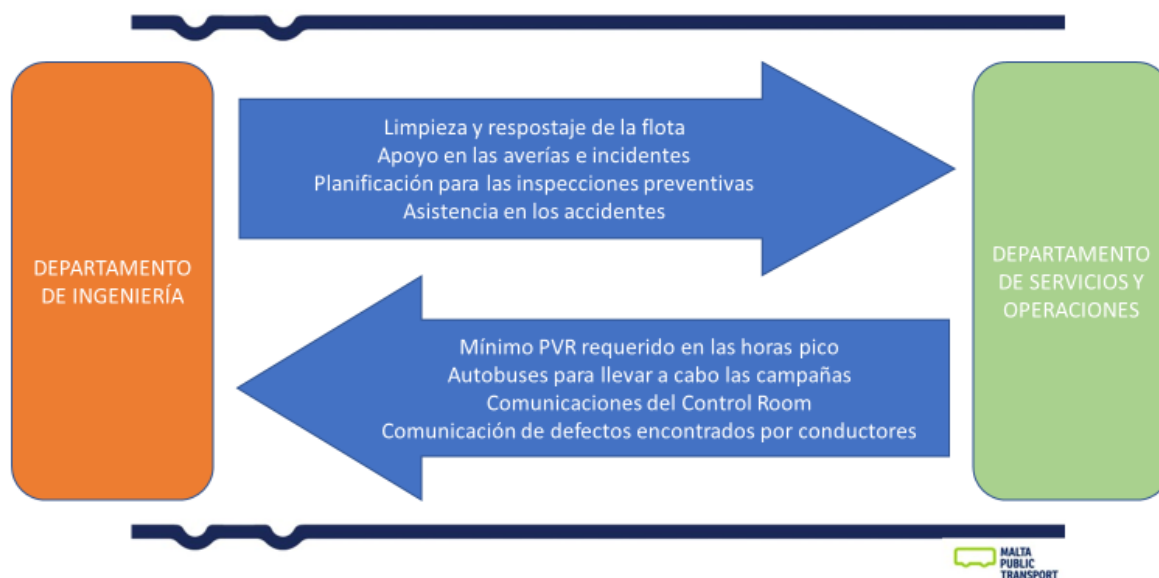 DEPARTAMENTO
DE INGENIERÍA
Limpieza y respostaje de la flota
Apoyo en las averías e incidentes
Planificación para las inspecciones preventivas
Asistencia en los accidentes
Mínimo PVR requerido en las horas pico
Autobuses para llevar a cabo las campañas
Comunicaciones del Control Room
Comunicación de defectos encontrados por conductores
DEPARTAMENTO
DE SERVICIOS Y
OPERACIONES
MALTA
PUBLIC
TRANSPORT